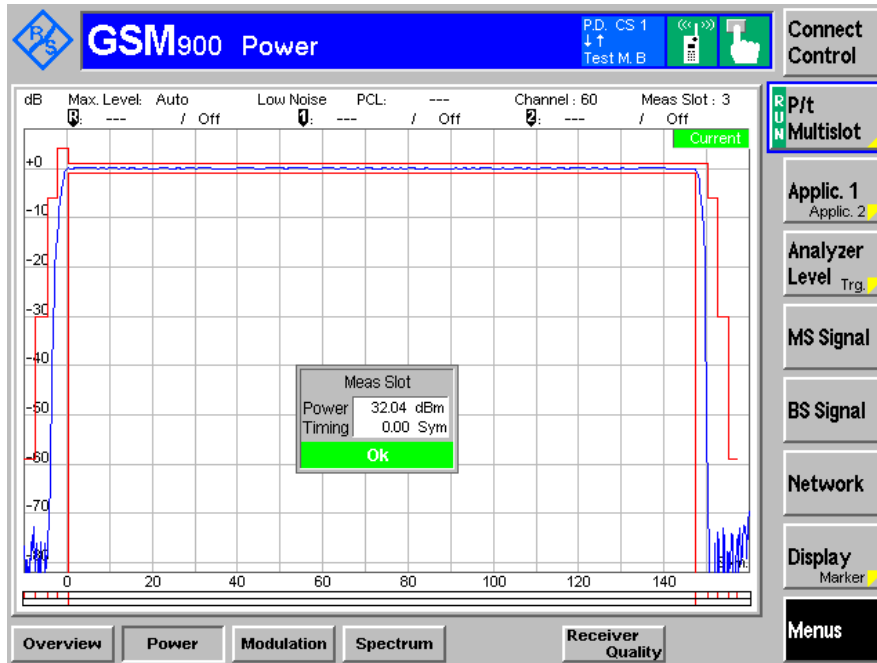 R&S
GSM900 Power
P.D. CS 1
↓↑
Test M. B
Connect
Control
dB Max. Level: Auto Low Noise PCL: --- Channel : 60 Meas Slot : 3
R: --- / Off 1: --- / Off 2: --- / Off
Current
RUN
P/t
Multislot
Applic. 1
Applic. 2
Analyzer
Level Trg.
MS Signal
BS Signal
Network
Display
Marker
Menus
+0
-10
-20
-30
-40
-50
-60
-70
-80
Meas Slot
Power 32.04 dBm
Timing 0.00 Sym
Ok
0 20 40 60 80 100 120 140
Overview Power Modulation Spectrum Receiver Quality